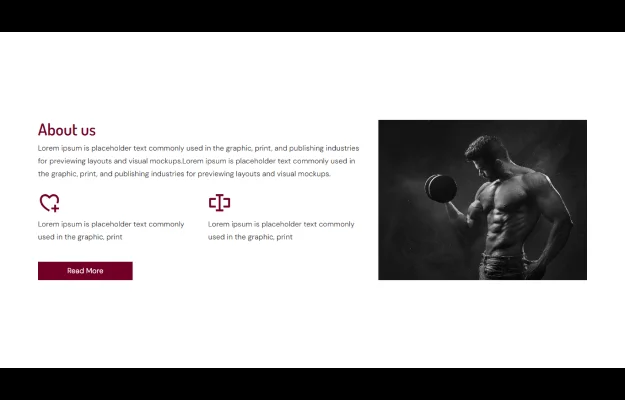 About us
Lorem ipsum is placeholder text commonly used in the graphic, print, and publishing industries
for previewing layouts and visual mockups.Lorem ipsum is placeholder text commonly used in
the graphic, print, and publishing industries for previewing layouts and visual mockups.
Lorem ipsum is placeholder text commonly
used in the graphic, print
Lorem ipsum is placeholder text commonly
used in the graphic, print
Read More